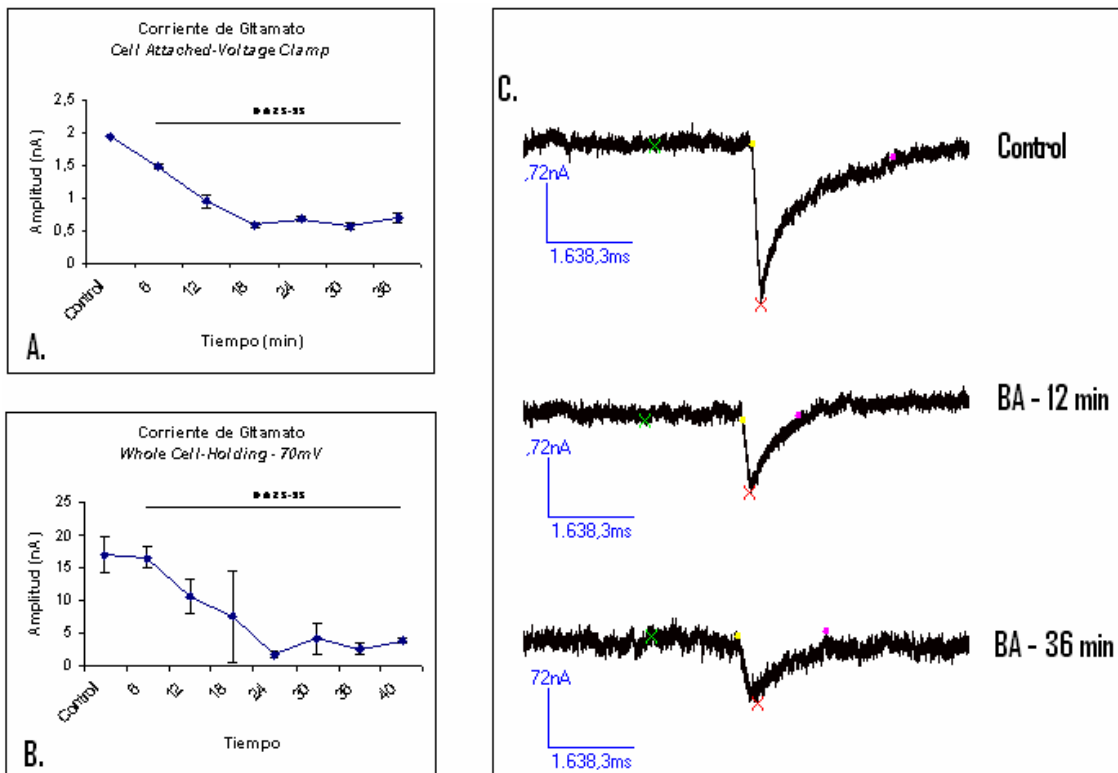 Corriente de Gltamato
Cell Attached-Voltage Clamp
2,5
2
1,5
1
0,5
0
Amplitud (nA)
Control
6
12
18
24
30
36
Tiempo (min)
A.
Corriente de Gltamato
Whole Cell-Holding - 70mV
25
20
15
10
5
0
Amplitud (nA)
Control
6
12
18
24
30
36
40
Tiempo
B.
C.
Control
,72nA
1.638,3ms
BA - 12 min
,72nA
1.638,3ms
BA - 36 min
72nA
1.638,3ms